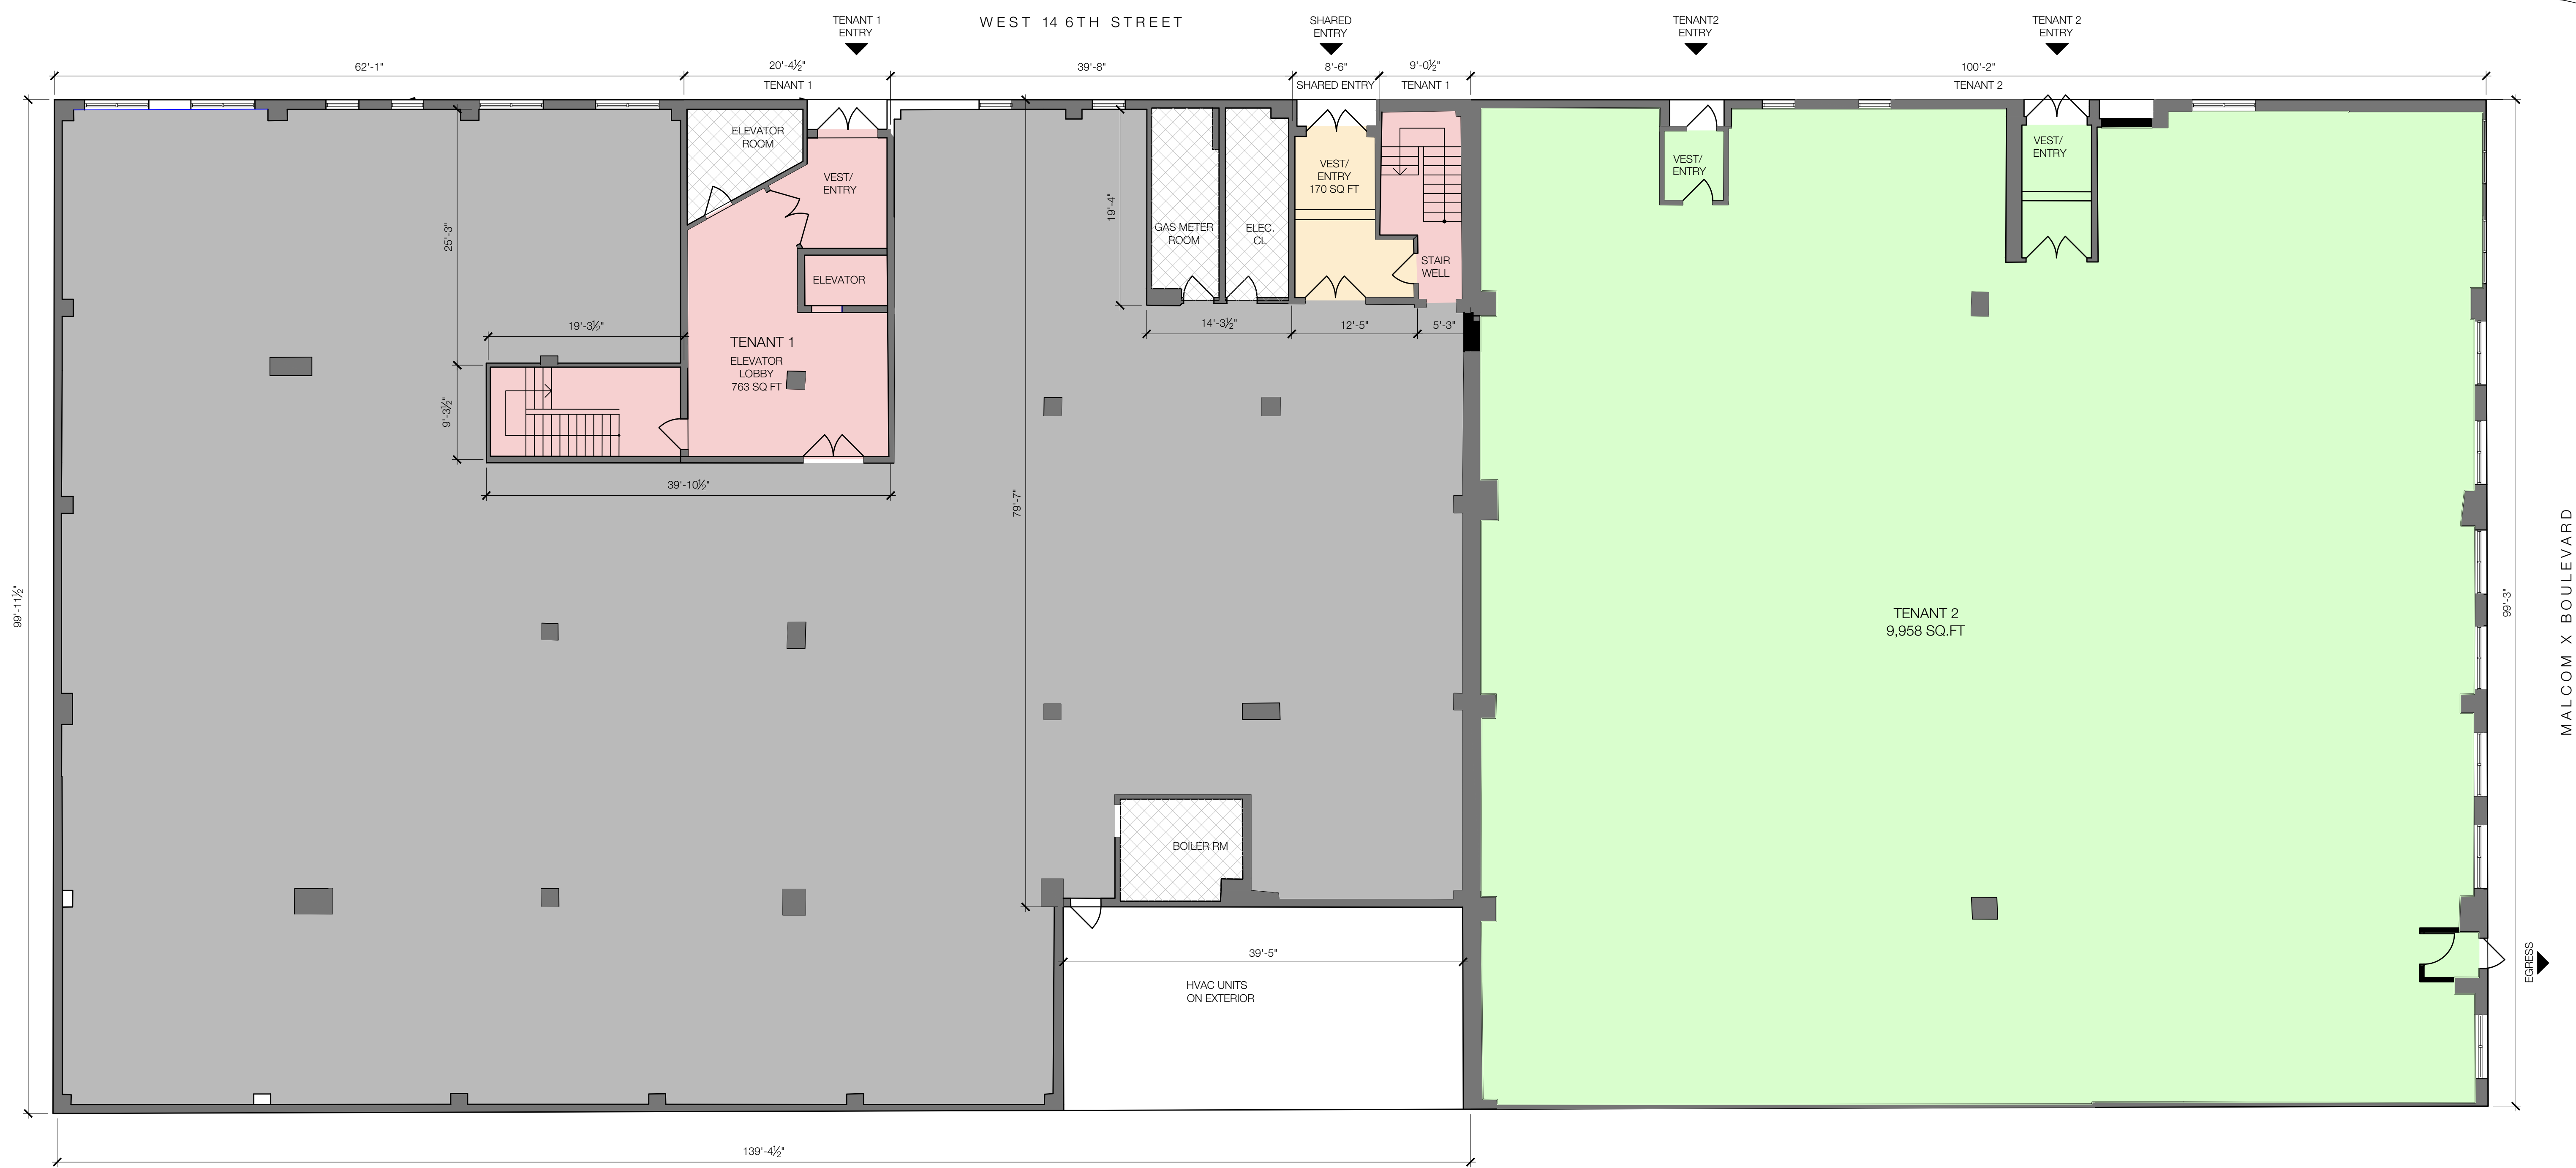 WEST 14 6TH STREET
TENANT 1
ENTRY
SHARED
ENTRY
TENANT2
ENTRY
TENANT 2
ENTRY
62'-1"
20'-4½"
39'-8"
8'-6"
9'-0½"
100'-2"
TENANT 1
SHARED ENTRY
TENANT 1
TENANT 2
ELEVATOR
ROOM
VEST/
ENTRY
VEST/
ENTRY
170 SQ FT
VEST/
ENTRY
VEST/
ENTRY
25'-3"
19'-4"
GAS METER
ROOM
ELEC.
CL
STAIR
WELL
ELEVATOR
19'-3½"
14'-3½"
12'-5"
5'-3"
TENANT 1
ELEVATOR
LOBBY
763 SQ FT
9'-3½"
39'-10½"
79'-7"
99'-11½"
TENANT 2
9,958 SQ.FT
99'-3"
MALCOM X BOULEVARD
BOILER RM
39'-5"
HVAC UNITS
ON EXTERIOR
EGRESS
139'-4½"